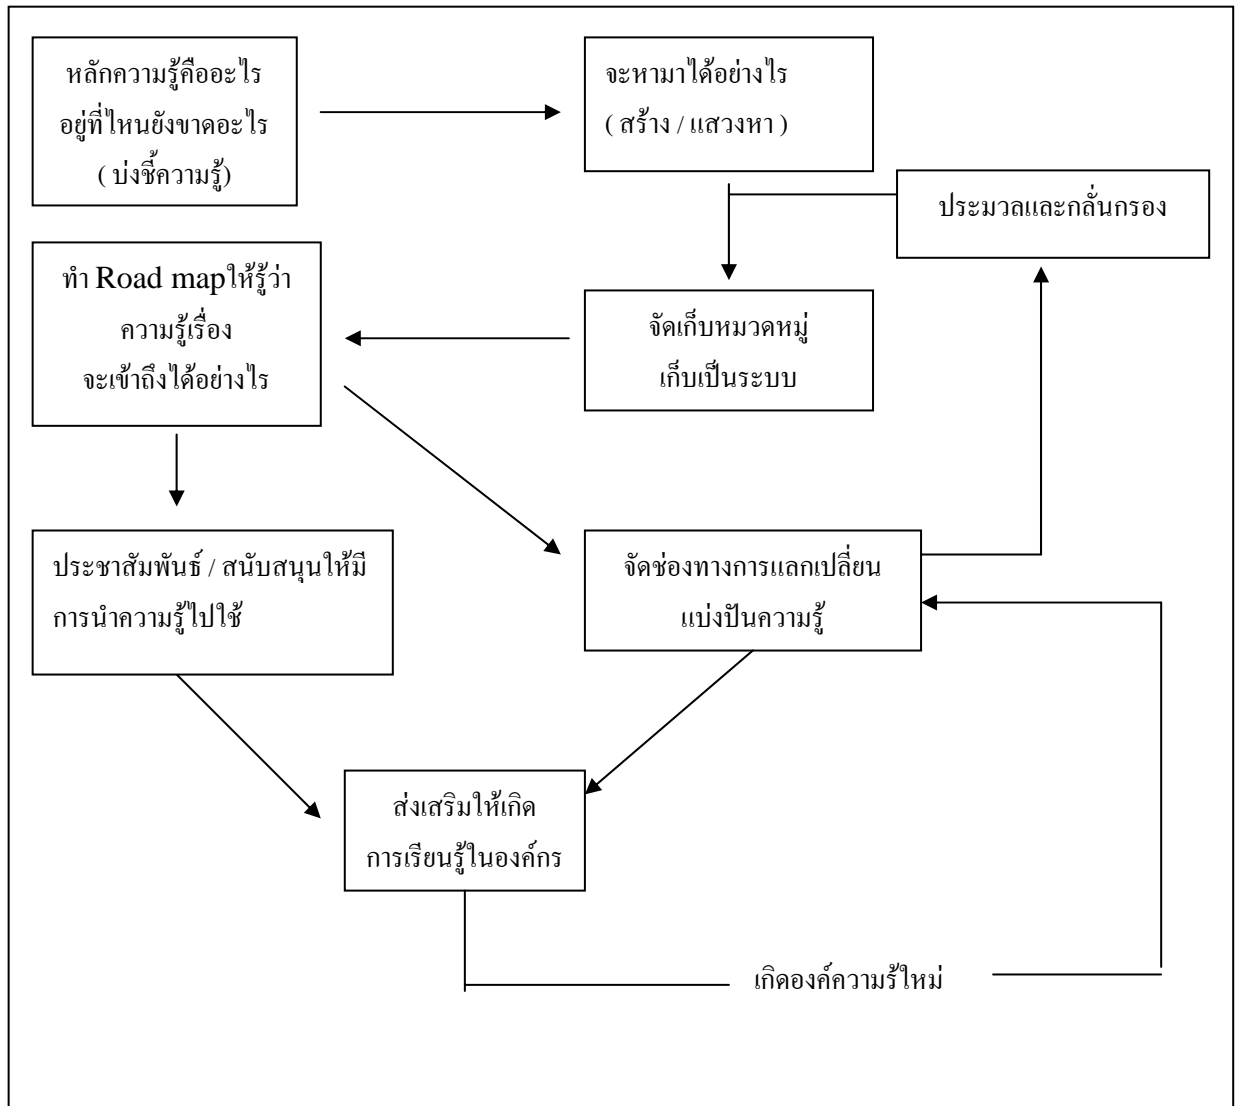 หลักความรู้คืออะไร
อยู่ที่ไหนยังขาดอะไร
( บ่งชี้ความรู้)
จะหามาได้อย่างไร
( สร้าง / แสวงหา )
ประมวลและกลั่นกรอง
ทำ Road mapให้รู้ว่า
ความรู้เรื่อง
จะเข้าถึงได้อย่างไร
จัดเก็บหมวดหมู่
เก็บเป็นระบบ
ประชาสัมพันธ์ / สนับสนุนให้มี
การนำความรู้ไปใช้
จัดช่องทางการแลกเปลี่ยน
แบ่งปันความรู้
ส่งเสริมให้เกิด
การเรียนรู้ในองค์กร
เกิดองค์ความรู้ใหม่